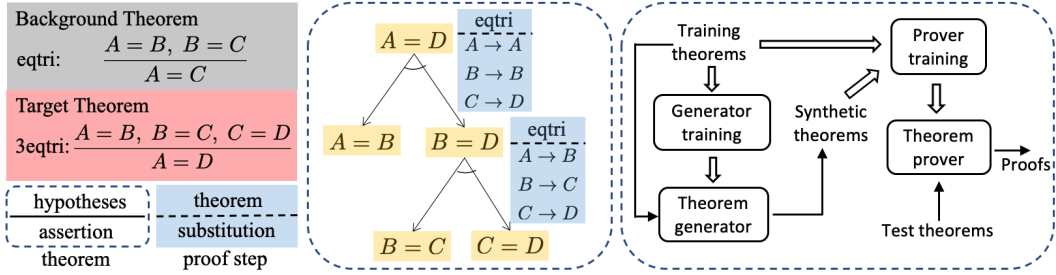 Background Theorem
eqtri: A = B, B = C
A = C
Target Theorem
3eqtri: A = B, B = C, C = D
A = D
hypotheses
assertion
theorem
theorem
substitution
proof step
A = D
eqtri
A → A
B → B
C → D
A = B
B = D
eqtri
A → B
B → C
C → D
B = C
C = D
Training
theorems
Prover
training
Generator
training
Synthetic
theorems
Theorem
prover
Proofs
Theorem
generator
Test theorems